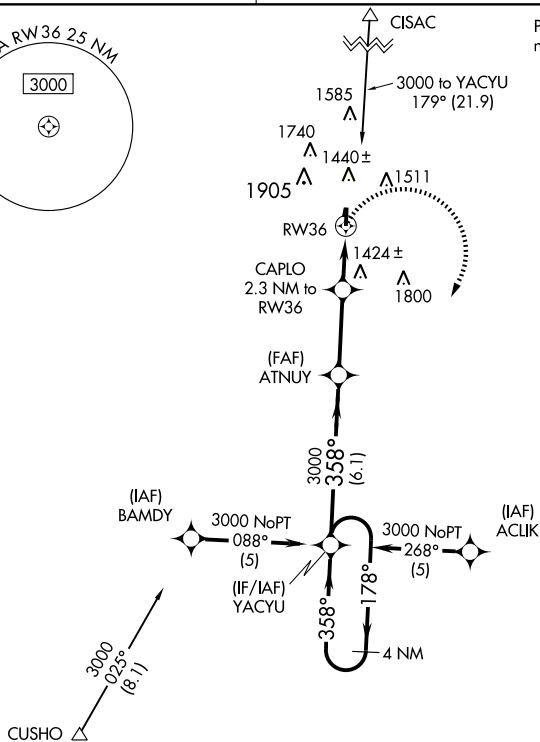 A RW36 25 NM
3000
CISAC
P
n
3000 to YACYU
179° (21.9)
1585
1740
1440±
1905
1511
RW36
1424±
1800
CAPLO
2.3 NM to
RW36
(FAF)
ATNUY
3000
358°
(6.1)
(IAF)
BAMDY
3000 NoPT
088°
(5)
(IF/IAF)
YACYU
3000 NoPT
268°
(5)
(IAF)
ACLIK
358°
178°
4 NM
3000
025°
(8.1)
CUSHO